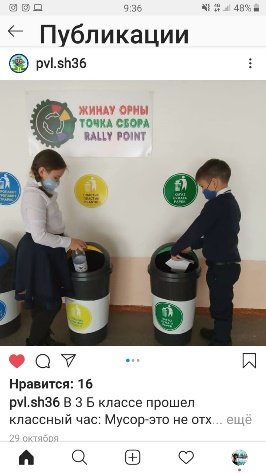 9:36
48%
Публикации
pvl.sh36
ЖИНАУ ОРНЫ
ТОЧКА СБОРА
RALLY POINT
Нравится: 16
pvl.sh36 В 3 Б классе прошел
классный час: Мусор-это не отх... ещё
29 октября